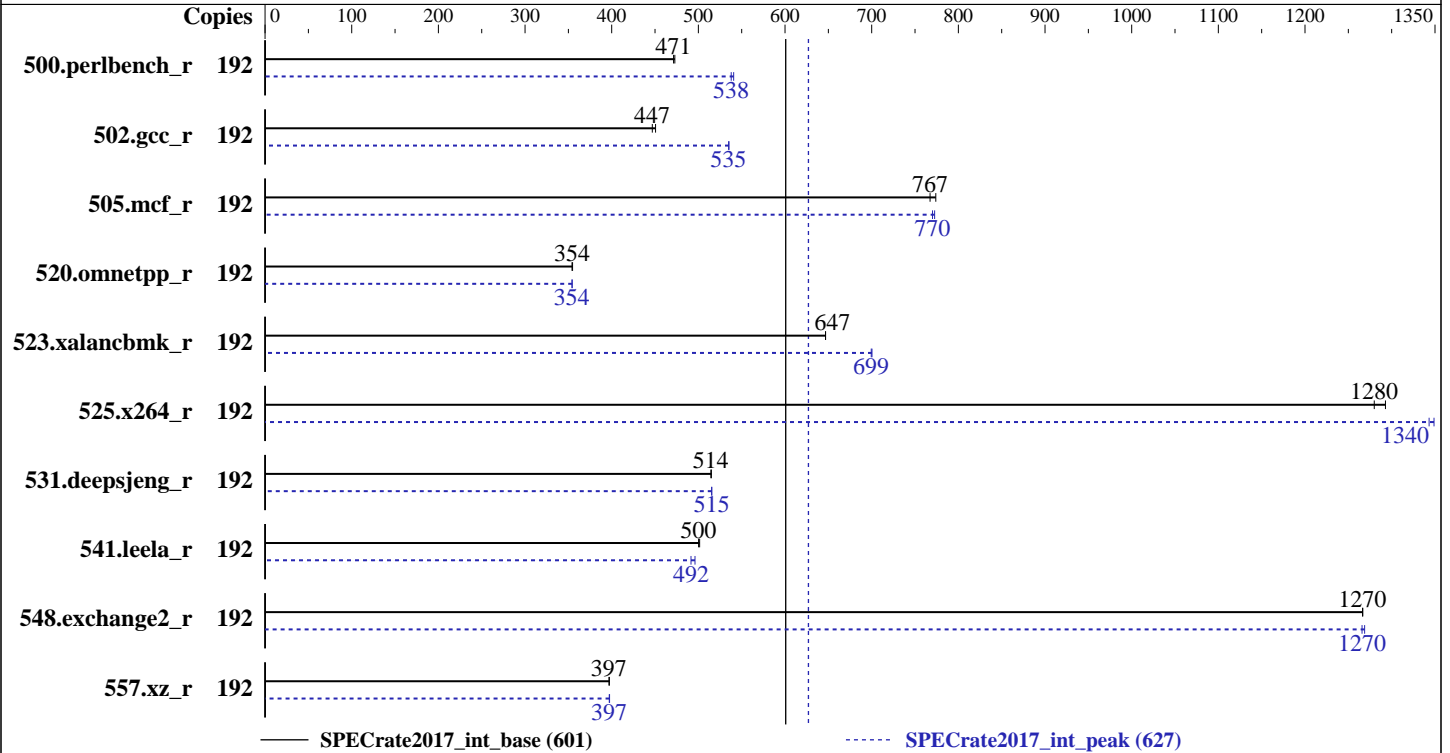 Copies 0 100 200 300 400 500 600 700 800 900 1000 1100 1200 1350
471
500.perlbench_r 192
538
447
502.gcc_r 192
535
767
505.mcf_r 192
770
354
520.omnetpp_r 192
354
647
523.xalancbmk_r 192
699
1280
525.x264_r 192
1340
514
531.deepsjeng_r 192
515
500
541.leela_r 192
492
1270
548.exchange2_r 192
1270
397
557.xz_r 192
397
SPECrate2017_int_base (601) SPECrate2017_int_peak (627)